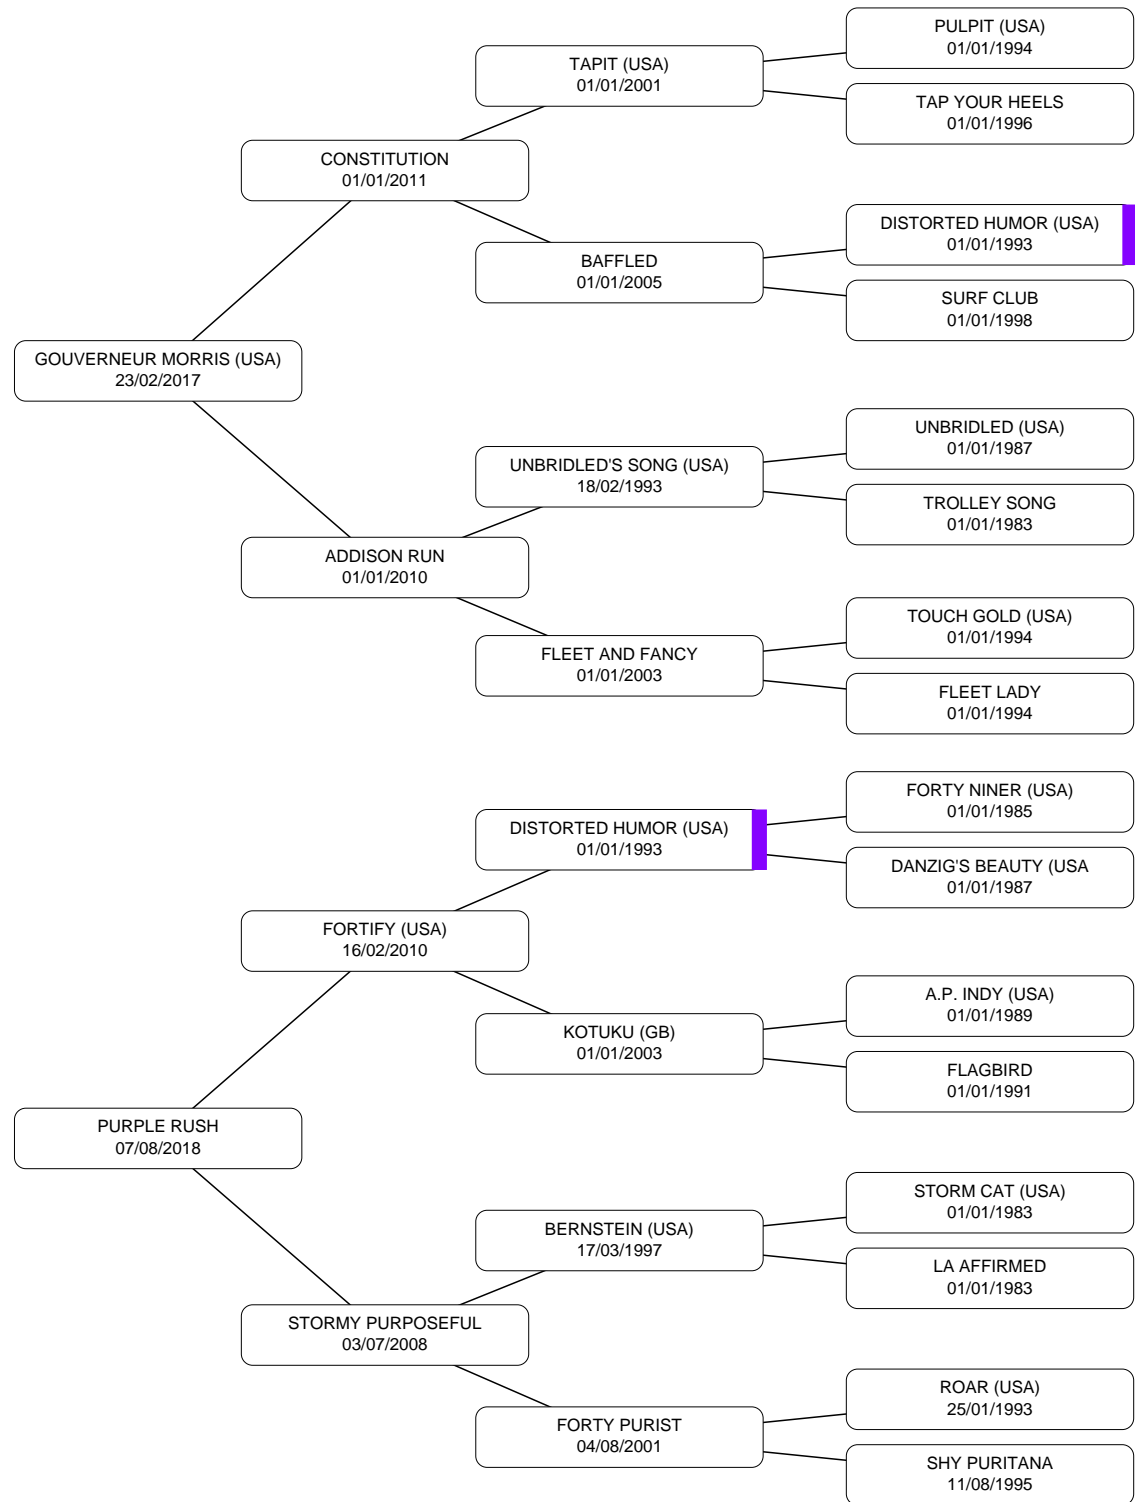 PULPIT (USA)
01/01/1994
TAPIT (USA)
01/01/2001
TAP YOUR HEELS
01/01/1996
CONSTITUTION
01/01/2011
DISTORTED HUMOR (USA)
01/01/1993
BAFFLED
01/01/2005
SURF CLUB
01/01/1998
GOUVERNEUR MORRIS (USA)
23/02/2017
UNBRIDLED (USA)
01/01/1987
UNBRIDLED'S SONG (USA)
18/02/1993
TROLLEY SONG
01/01/1983
ADDISON RUN
01/01/2010
TOUCH GOLD (USA)
01/01/1994
FLEET AND FANCY
01/01/2003
FLEET LADY
01/01/1994
FORTY NINER (USA)
01/01/1985
DISTORTED HUMOR (USA)
01/01/1993
DANZIG'S BEAUTY (USA
01/01/1987
FORTIFY (USA)
16/02/2010
A.P. INDY (USA)
01/01/1989
KOTUKU (GB)
01/01/2003
FLAGBIRD
01/01/1991
PURPLE RUSH
07/08/2018
STORM CAT (USA)
01/01/1983
BERNSTEIN (USA)
17/03/1997
LA AFFIRMED
01/01/1983
STORMY PURPOSEFUL
03/07/2008
ROAR (USA)
25/01/1993
FORTY PURIST
04/08/2001
SHY PURITANA
11/08/1995